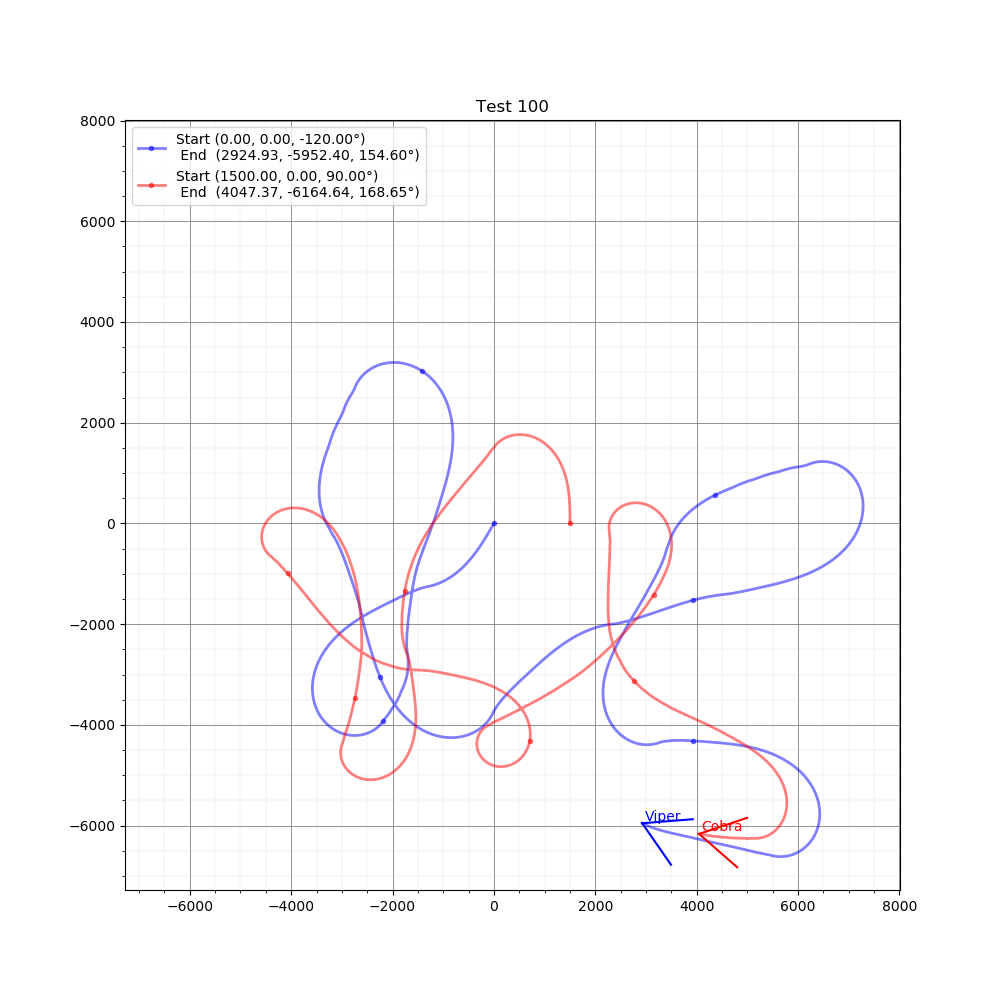 Test 100
Start (0.00, 0.00, -120.00°)
End  (2924.93, -5952.40, 154.60°)
Start (1500.00, 0.00, 90.00°)
End  (4047.37, -6164.64, 168.65°)
8000
6000
4000
2000
0
−2000
−4000
−6000
Viper
Cobra
−6000 −4000 −2000 0 2000 4000 6000 8000